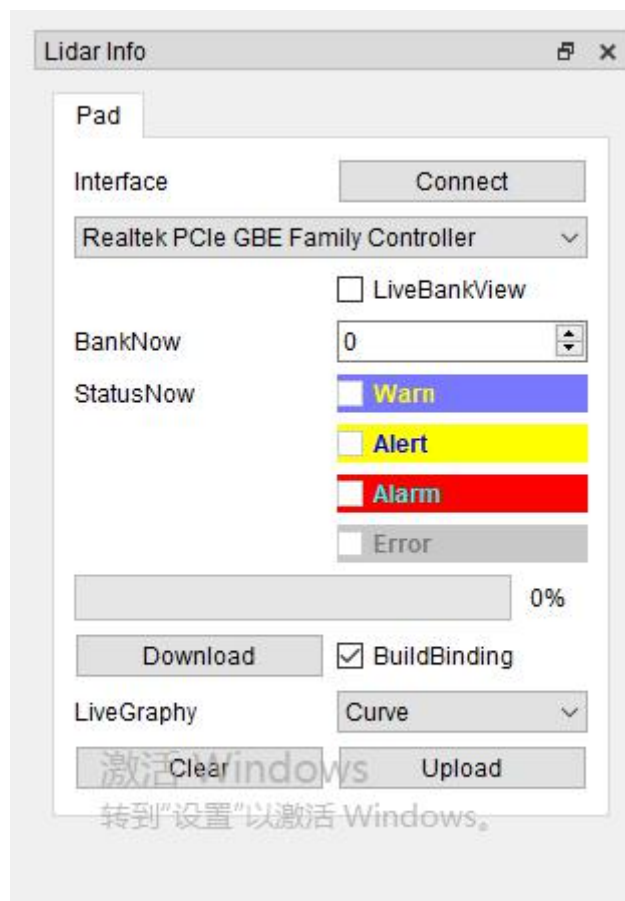 Lidar Info
Pad
Interface Connect
Realtek PCIe GBE Family Controller
LiveBankView
BankNow 0
StatusNow Warn
Alert
Alarm
Error
0%
Download BuildBinding
LiveGraphy Curve
Clear Upload
激活 Windows
转到“设置”以激活 Windows。